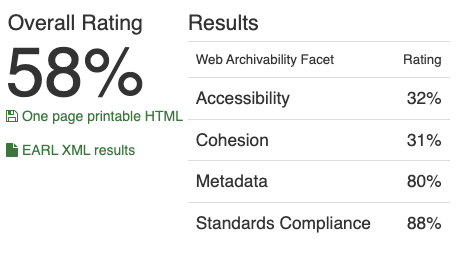 Overall Rating
58%
One page printable HTML
EARL XML results
Results
Web Archivability Facet Rating
Accessibility 32%
Cohesion 31%
Metadata 80%
Standards Compliance 88%